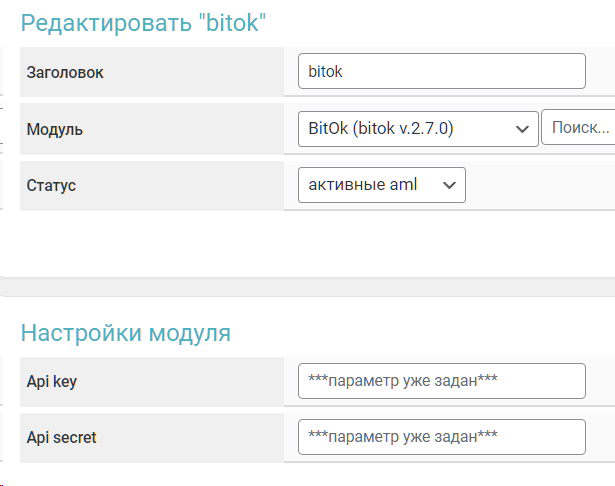 Редактировать "bitok"
Заголовок bitok
Модуль BitOk (bitok v.2.7.0) Поиск...
Статус активные aml
Настройки модуля
Api key ***параметр уже задан***
Api secret ***параметр уже задан***